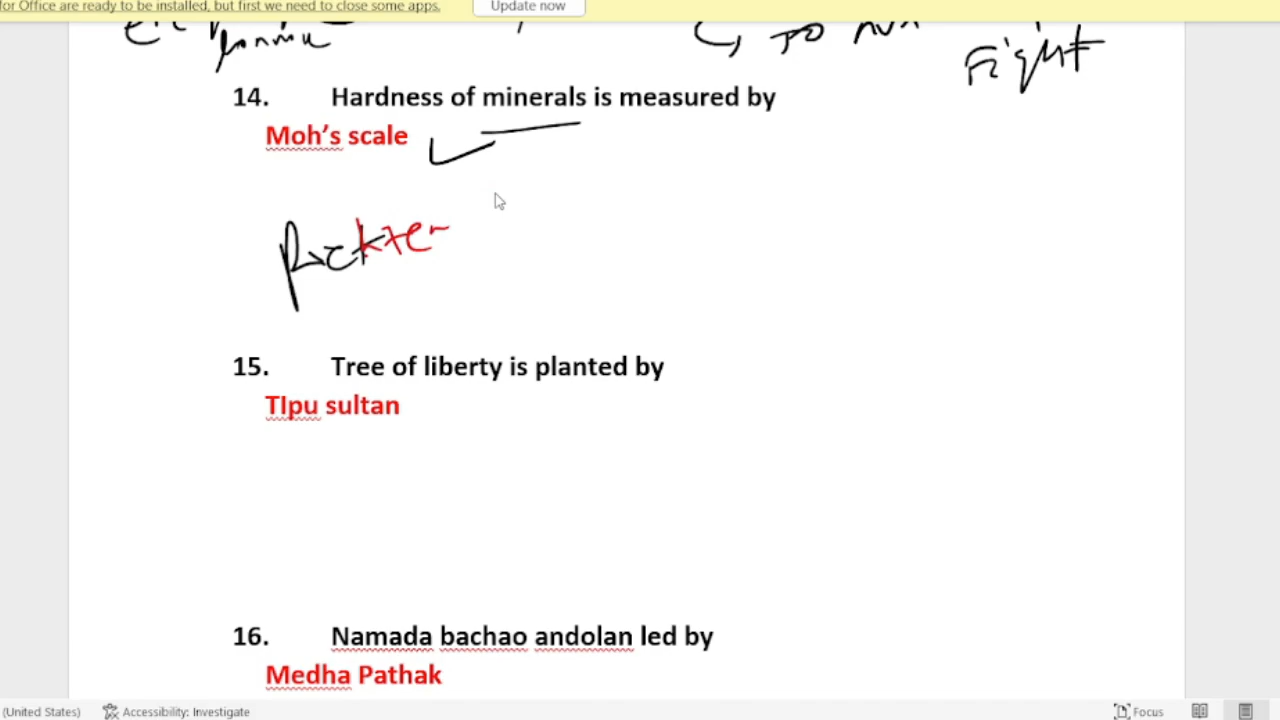 for Office are ready to be installed, but first we need to close some apps. Update now
TO
Fight
14. Hardness of minerals is measured by
Moh's scale
15. Tree of liberty is planted by
TIpu sultan
16. Namada bachao andolan led by
Medha Pathak
(United States) Accessibility: Investigate Focus